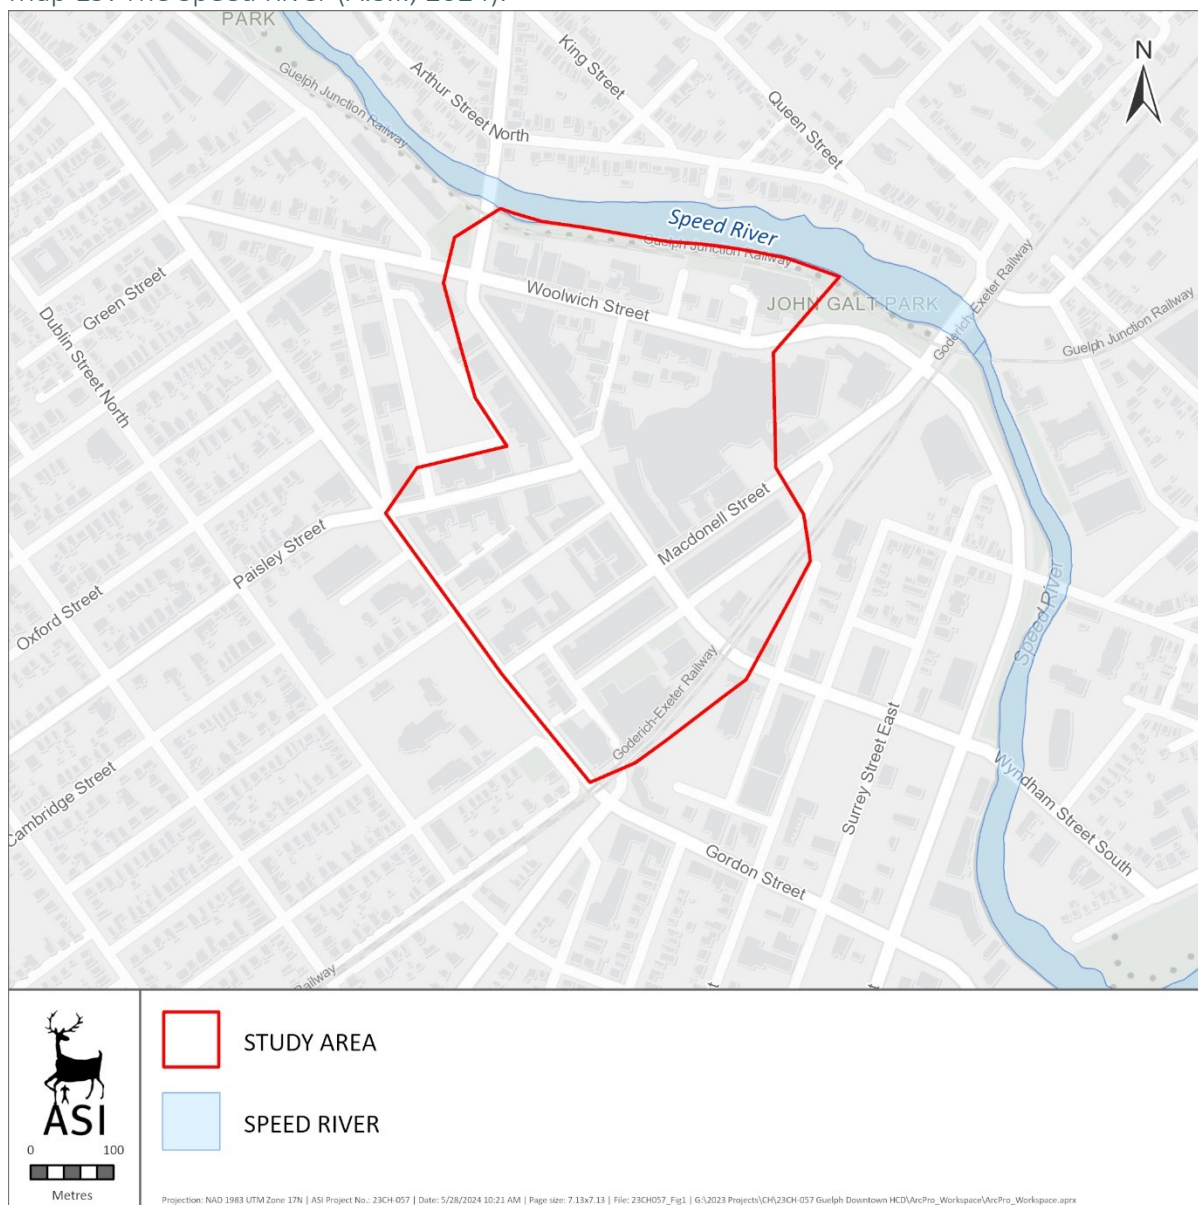 PARK
King Street
Arthur Street North
Queen Street
N
Guelph Junction Railway
Speed River
Guelph Junction Railway
Green Street
Woolwich Street
JOHN GALT PARK
Goderich-Exeter Railway
Guelph Junction Railway
Dublin Street North
Macdonell Street
Paisley Street
Oxford Street
Speed River
Goderich-Exeter Railway
Surrey Street East
Cambridge Street
Wyndham Street South
Gordon Street
Railway
STUDY AREA
SPEED RIVER
ASI
0 100
Metres
Projection: NAD 1983 UTM Zone 17N | ASI Project No.: 23CH-057 | Date: 5/28/2024 10:21 AM | Page size: 7.13x7.13 | File: 23CH057_Fig1 | G:\2023 Projects\CH\23CH-057 Guelph Downtown HCD\ArcPro_Workspace\ArcPro_Workspace.aprx